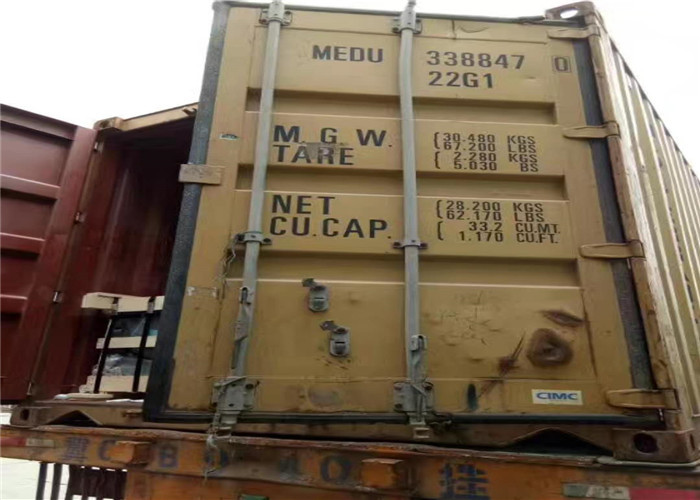 MEDU 338847 0
22G1
M.G.W. 30.480 KGS
67.200 LBS
TARE 2.280 KGS
5.030 BS
NET 28.200 KGS
62.170 LBS
CU.CAP. 33.2 CU.MT.
1.170 CU.FT.
CIMC
挂